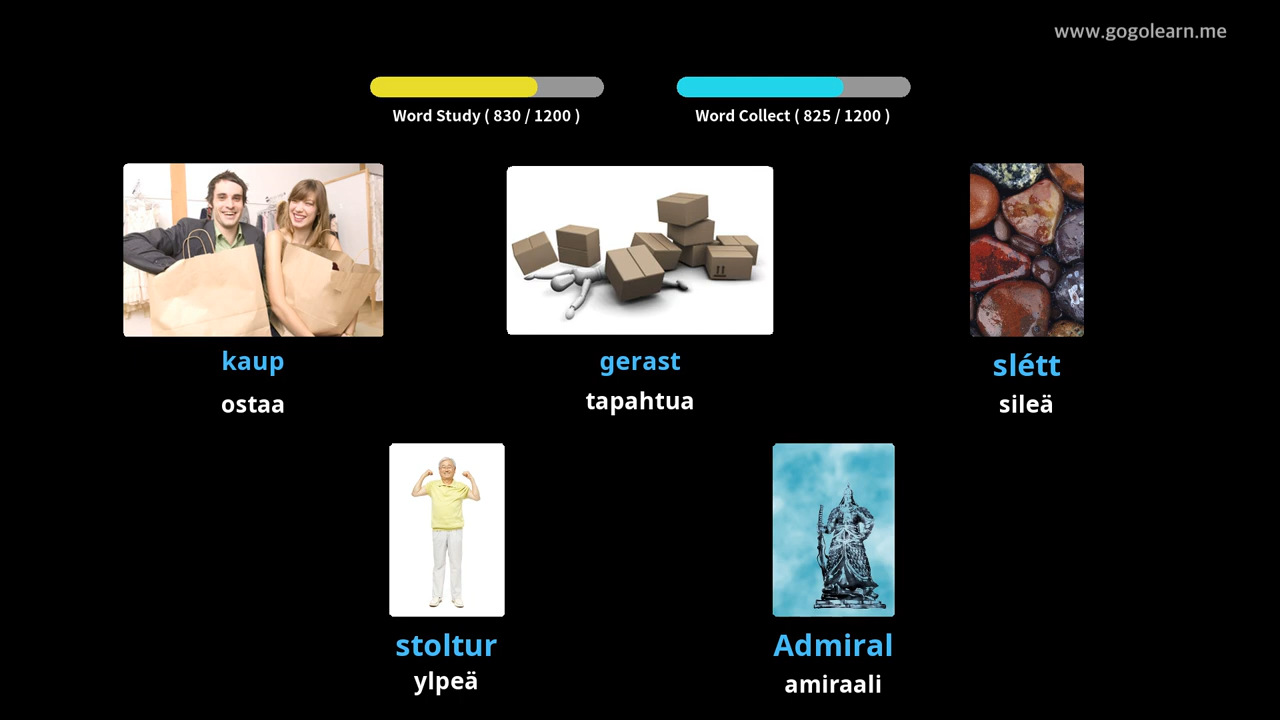 www.gogolearn.me
Word Study ( 830 / 1200 )
Word Collect ( 825 / 1200 )
kaup
ostaa
gerast
tapahtua
slétt
sileä
stoltur
ylpeä
Admiral
amiraali